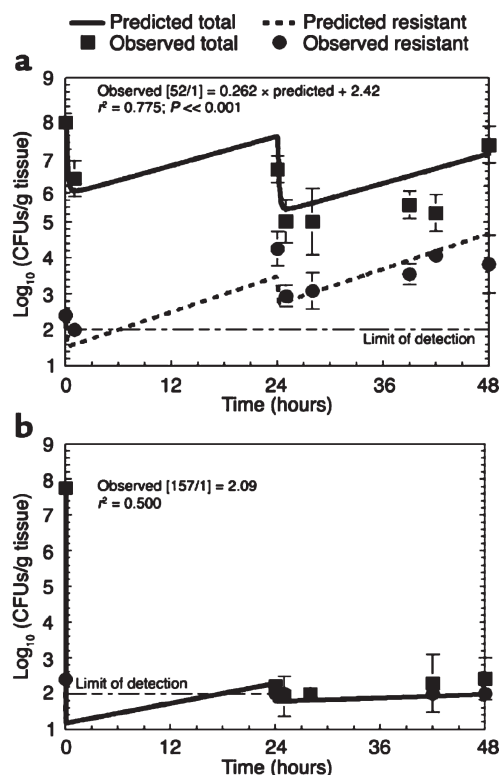 Predicted total Predicted resistant
Observed total Observed resistant
a
Observed [52/1] = 0.262 × predicted + 2.42
r² = 0.775; P << 0.001
Log₁₀ (CFUs/g tissue)
9
8
7
6
5
4
3
2
1
Limit of detection
0 12 24 36 48
Time (hours)
b
Observed [157/1] = 2.09
r² = 0.500
Log₁₀ (CFUs/g tissue)
9
8
7
6
5
4
3
2
1
Limit of detection
0 12 24 36 48
Time (hours)